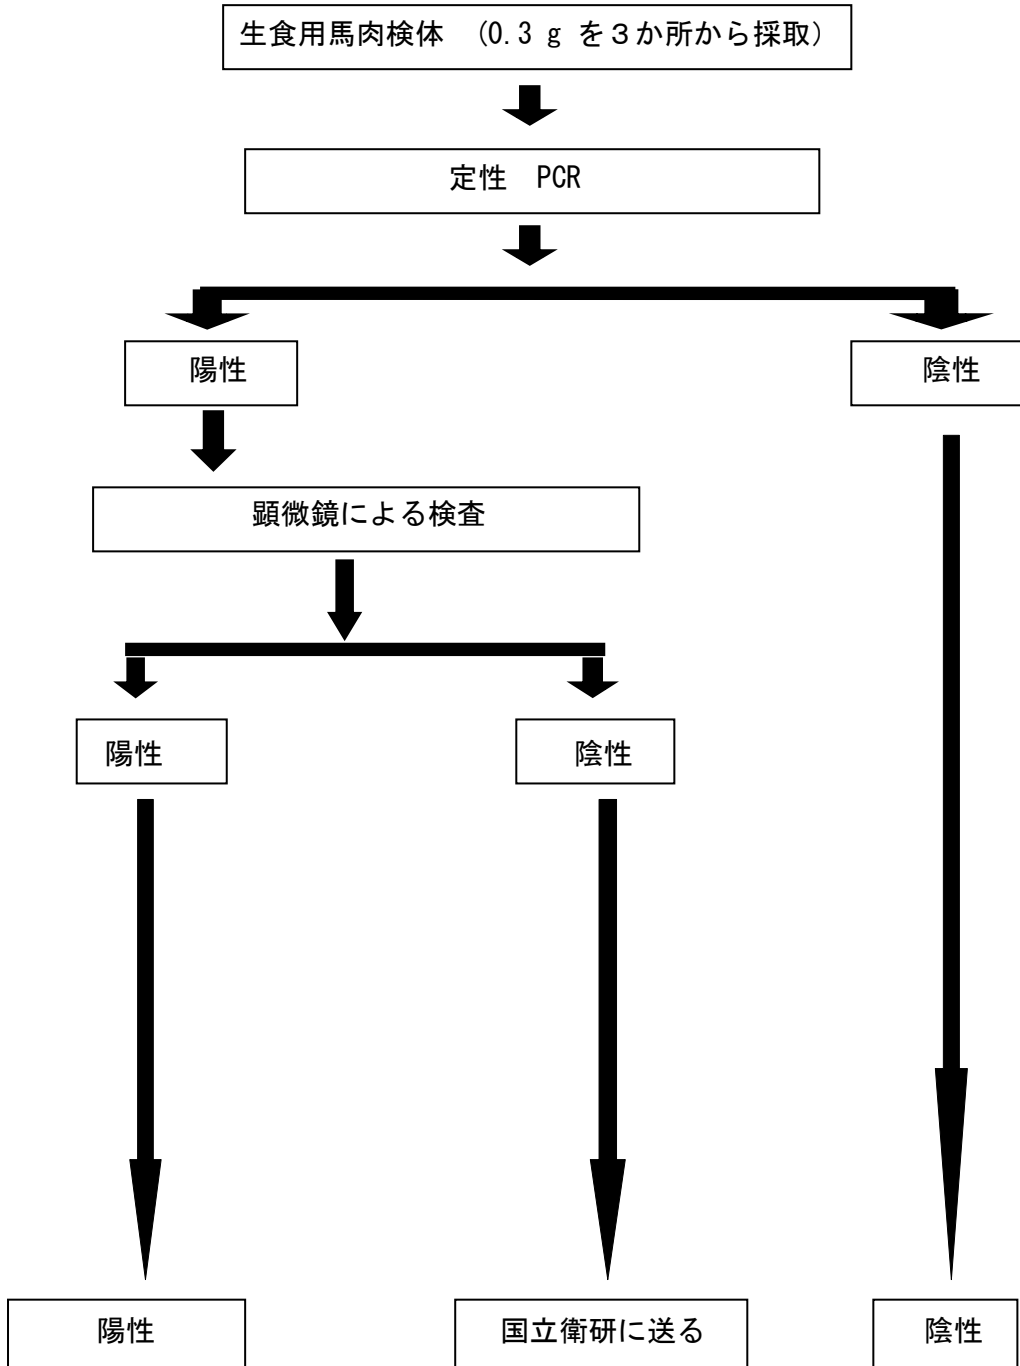 生食用馬肉検体　(0.3 g を３か所から採取)
定性　PCR
陽性
陰性
顕微鏡による検査
陽性
陰性
陽性
国立衛研に送る
陰性